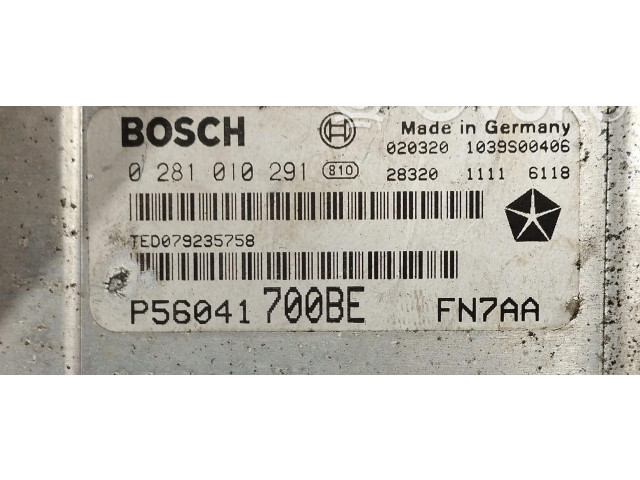 BOSCH Made in Germany
020320 1039S00406
0 281 010 291 810 28320 1111 6118
TED079235758
P56041 700BE FN7AA